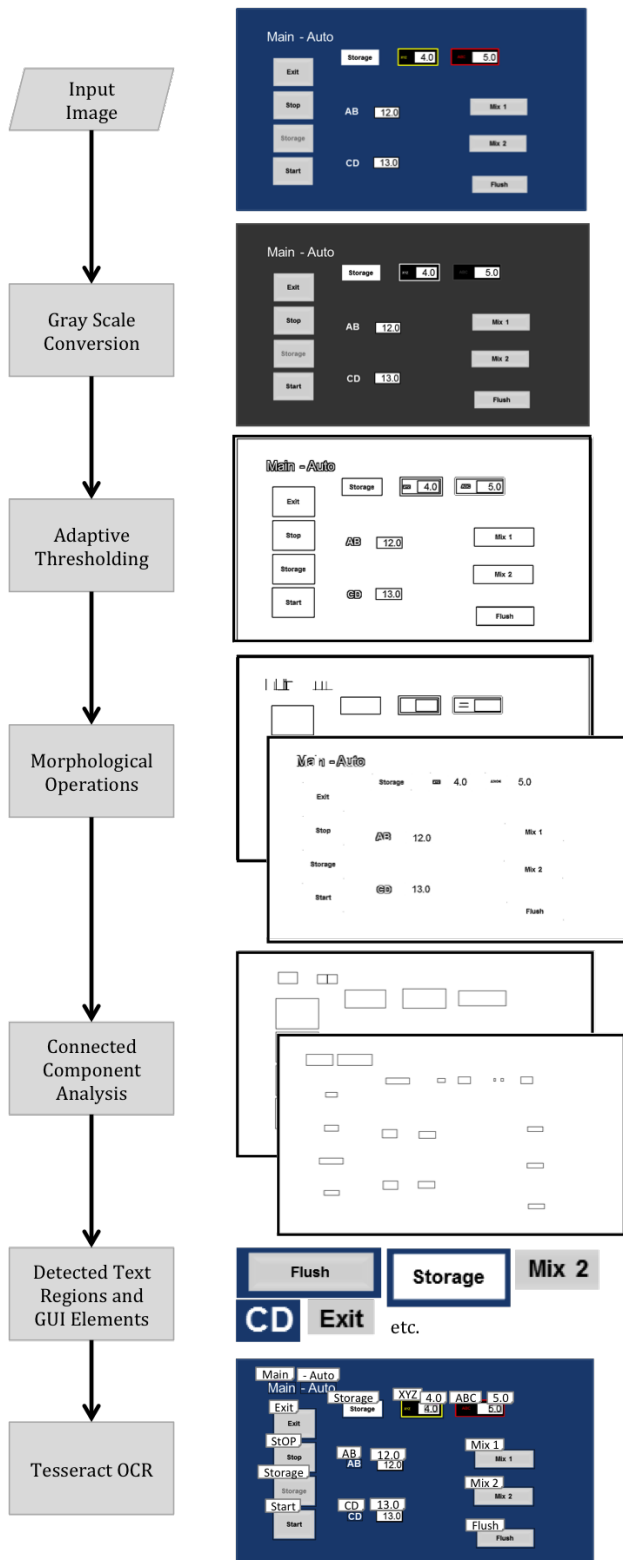 Input
Image
Main - Auto
Storage 4.0 5.0
Exit
Stop
AB 12.0
Mix 1
Storage
Mix 2
Start
CD 13.0
Flush
Gray Scale
Conversion
Main - Auto
Storage 4.0 5.0
Exit
Stop
AB 12.0
Mix 1
Storage
Mix 2
Start
CD 13.0
Flush
Adaptive
Thresholding
Main - Auto
Storage 4.0 5.0
Exit
Stop
AB 12.0
Mix 1
Storage
Mix 2
Start
CD 13.0
Flush
Morphological
Operations
Main - Auto
Storage 4.0 5.0
Exit
Stop
AB 12.0
Mix 1
Storage
Mix 2
Start
CD 13.0
Flush
Connected
Component
Analysis
Detected Text
Regions and
GUI Elements
Flush
Storage
Mix 2
CD
Exit
etc.
Tesseract OCR
Main - Auto
Main - Auto
Storage XYZ 4.0 ABC 5.0
Storage 4.0 5.0
Exit
Exit
StOP
Stop
AB 12.0
AB 12.0
Mix 1
Mix 1
Storage
Storage
Mix 2
Mix 2
Start
Start
CD 13.0
CD 13.0
Flush
Flush